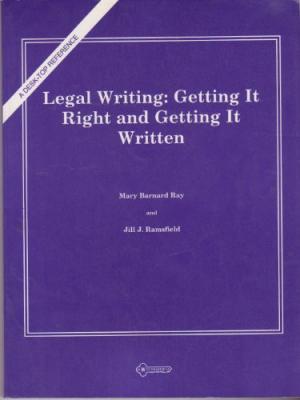 A DESK-TOP REFERENCE
Legal Writing: Getting It
Right and Getting It
Written
Mary Barnard Ray
and
Jill J. Ramsfield